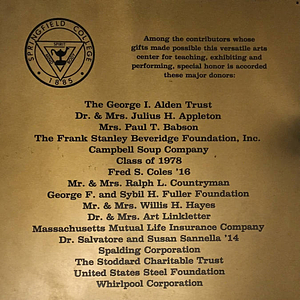 SPRINGFIELD COLLEGE
1885
Among the contributors whose
gifts made possible this versatile arts
center for teaching, exhibiting and
performing, special honor is accorded
these major donors:
The George I. Alden Trust
Dr. & Mrs. Julius H. Appleton
Mrs. Paul T. Babson
The Frank Stanley Beveridge Foundation, Inc.
Campbell Soup Company
Class of 1978
Fred S. Coles '16
Mr. & Mrs. Ralph L. Countryman
George F. and Sybil H. Fuller Foundation
Mr. & Mrs. Willis H. Hayes
Dr. & Mrs. Art Linkletter
Massachusetts Mutual Life Insurance Company
Dr. Salvatore and Susan Sannella '14
Spalding Corporation
The Stoddard Charitable Trust
United States Steel Foundation
Whirlpool Corporation